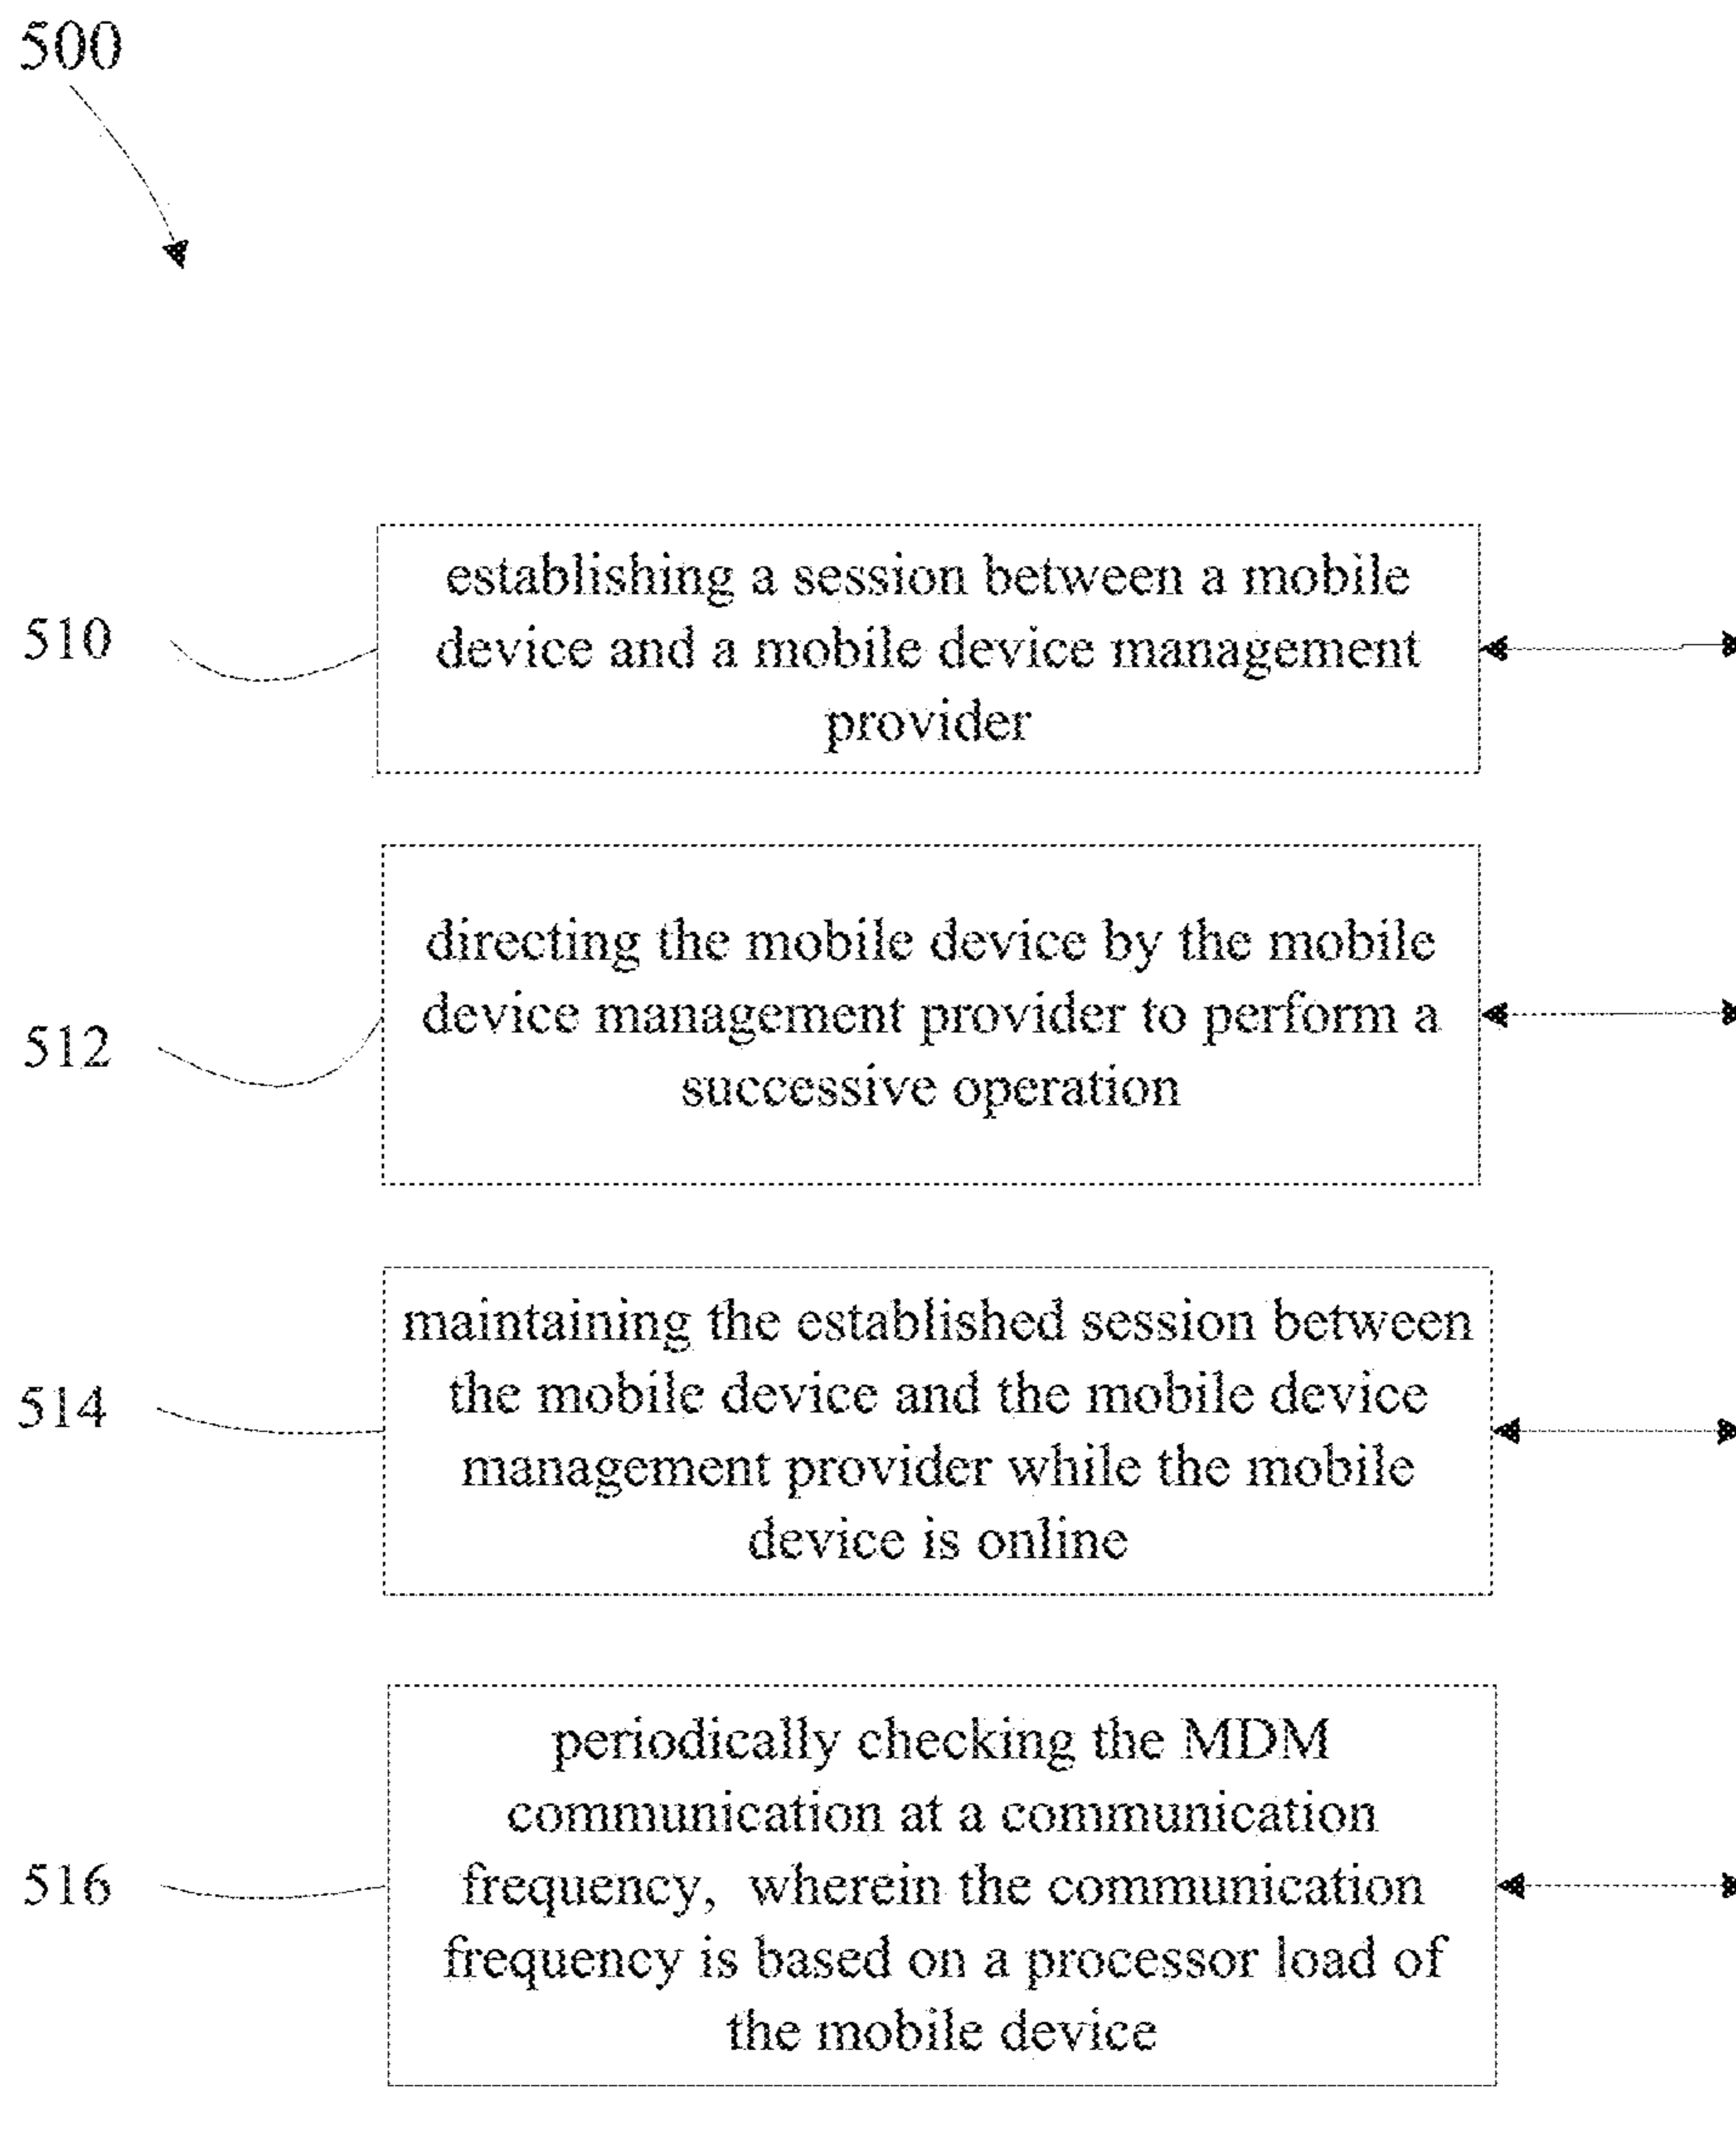 500
510
establishing a session between a mobile
device and a mobile device management
provider
512
directing the mobile device by the mobile
device management provider to perform a
successive operation
514
maintaining the established session between
the mobile device and the mobile device
management provider while the mobile
device is online
516
periodically checking the MDM
communication at a communication
frequency, wherein the communication
frequency is based on a processor load of
the mobile device